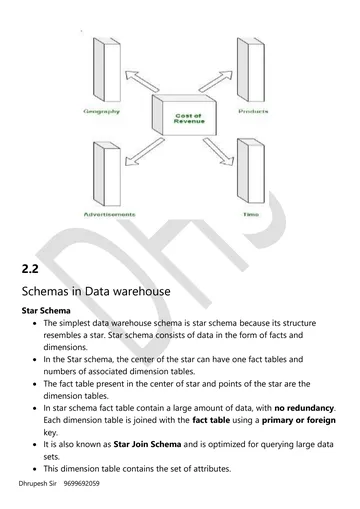 Geography
Products
Cost of
Revenue
Advertisements
Time
2.2
Schemas in Data warehouse
Star Schema
• The simplest data warehouse schema is star schema because its structure
resembles a star. Star schema consists of data in the form of facts and
dimensions.
• In the Star schema, the center of the star can have one fact tables and
numbers of associated dimension tables.
• The fact table present in the center of star and points of the star are the
dimension tables.
• In star schema fact table contain a large amount of data, with no redundancy.
Each dimension table is joined with the fact table using a primary or foreign
key.
• It is also known as Star Join Schema and is optimized for querying large data
sets.
• This dimension table contains the set of attributes.
Dhrupesh Sir 9699692059